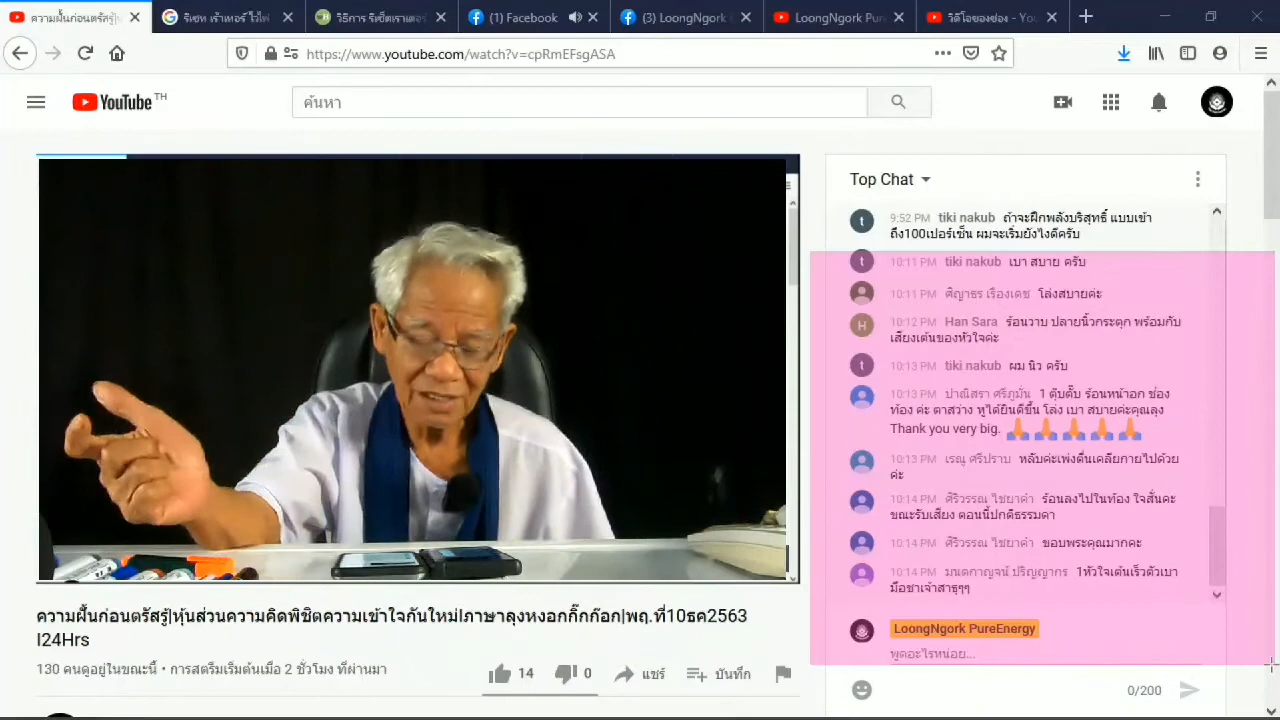 ความฝันก่อนตรัสรู้|หุ้
รีเซท เร้าเทอร์ ไวไฟ
วิธีการ รีเซ็ตเราเตอร์
(1) Facebook
(3) LoongNgork
LoongNgork Pur
วิดีโอของช่อง - You
https://www.youtube.com/watch?v=cpRmEFsgASA
YouTube TH
ค้นหา
Top Chat
t 9:52 PM tiki nakub ถ้าจะฝึกพลังบริสุทธิ์ แบบเข้า
ถึง100เปอร์เซ็น ผมจะเริ่มยังไงดีครับ
t 10:11 PM tiki nakub เบา สบาย ครับ
10:11 PM ศิญาธร เรืองเดช โล่งสบายค่ะ
H 10:12 PM Han Sara ร้อนวาบ ปลายนิ้วกระตุก พร้อมกับ
เสียงเต้นของหัวใจค่ะ
t 10:13 PM tiki nakub ผม นิว ครับ
10:13 PM ปาณิสรา ศรีภูมั่น 1 ตุ๊บตั๊บ ร้อนหน้าอก ช่อง
ท้อง ค่ะ ตาสว่าง หูได้ยินดีขึ้น โล่ง เบา สบายค่ะคุณลุง
Thank you very big. 🙏🙏🙏🙏🙏
10:13 PM เรณู ศรีปราบ หลับค่ะเพ่งตื่นเคลียกายไปด้วย
ค่ะ
10:14 PM ศิริวรรณ ไชยาคำ ร้อนลงไปในท้อง ใจสั่นคะ
ขณะรับเสียง ตอนนี้ปกติธรรมดา
10:14 PM ศิริวรรณ ไชยาคำ ขอบพระคุณมากคะ
10:14 PM มนตกาญจน์ ปริญญากร 1หัวใจเต้นเร็วตัวเบา
มือชาเจ้าสาธุๆๆ
LoongNgork PureEnergy
พูดอะไรหน่อย...
0/200
ความฝันก่อนตรัสรู้|หุ้นส่วนความคิดพิชิตความเข้าใจกันใหม่|ภาษาลุงหงอกกิ๊กก๊อก|พฤ.ที่10ธค2563
|24Hrs
130 คนดูอยู่ในขณะนี้ • การสตรีมเริ่มต้นเมื่อ 2 ชั่วโมง ที่ผ่านมา
14
0
แชร์
บันทึก